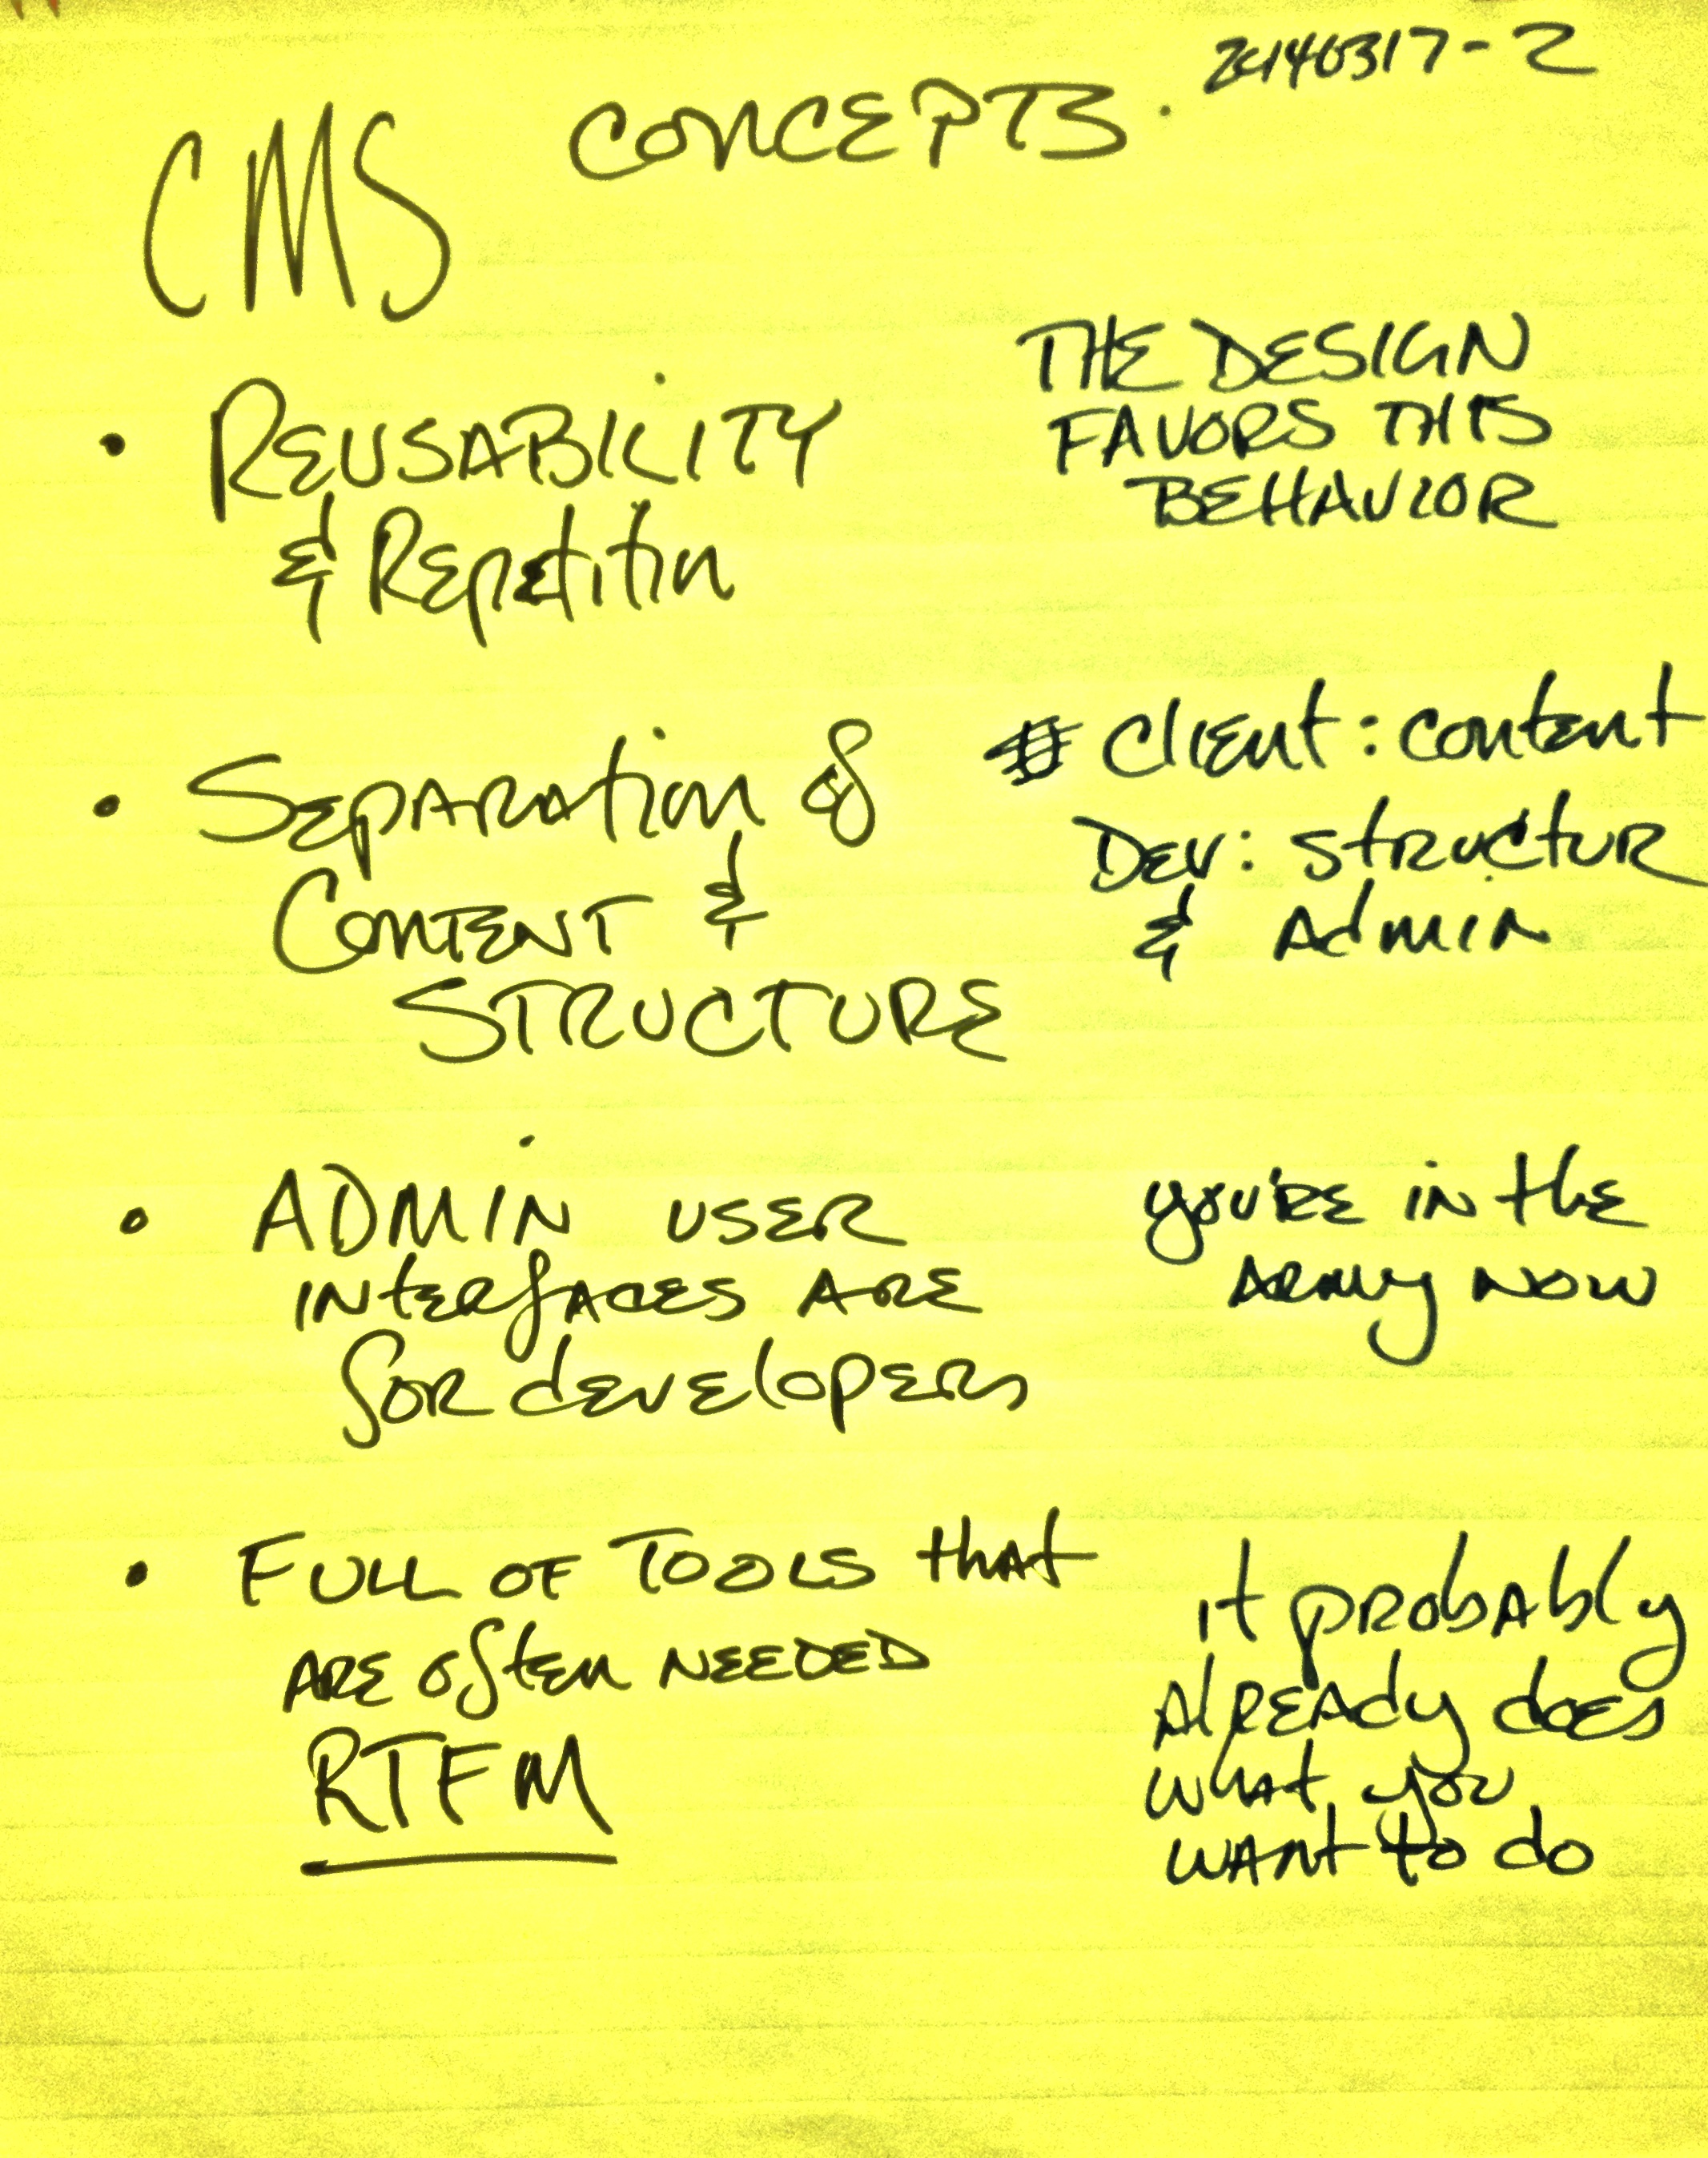 20140317-2
CMS CONCEPTS.
• REUSABILITY
& Repetitin
THE DESIGN
FAVORS THIS
BEHAVIOR
• Separation of
CONTENT &
STRUCTURE
# Client: content
Dev: structur
& Admin
• ADMIN USER
interfaces ARE
for developers
you're in the
army now
• FULL OF TOOLS that
ARE often NEEDED
RTFM
it probably
already does
what you
want to do